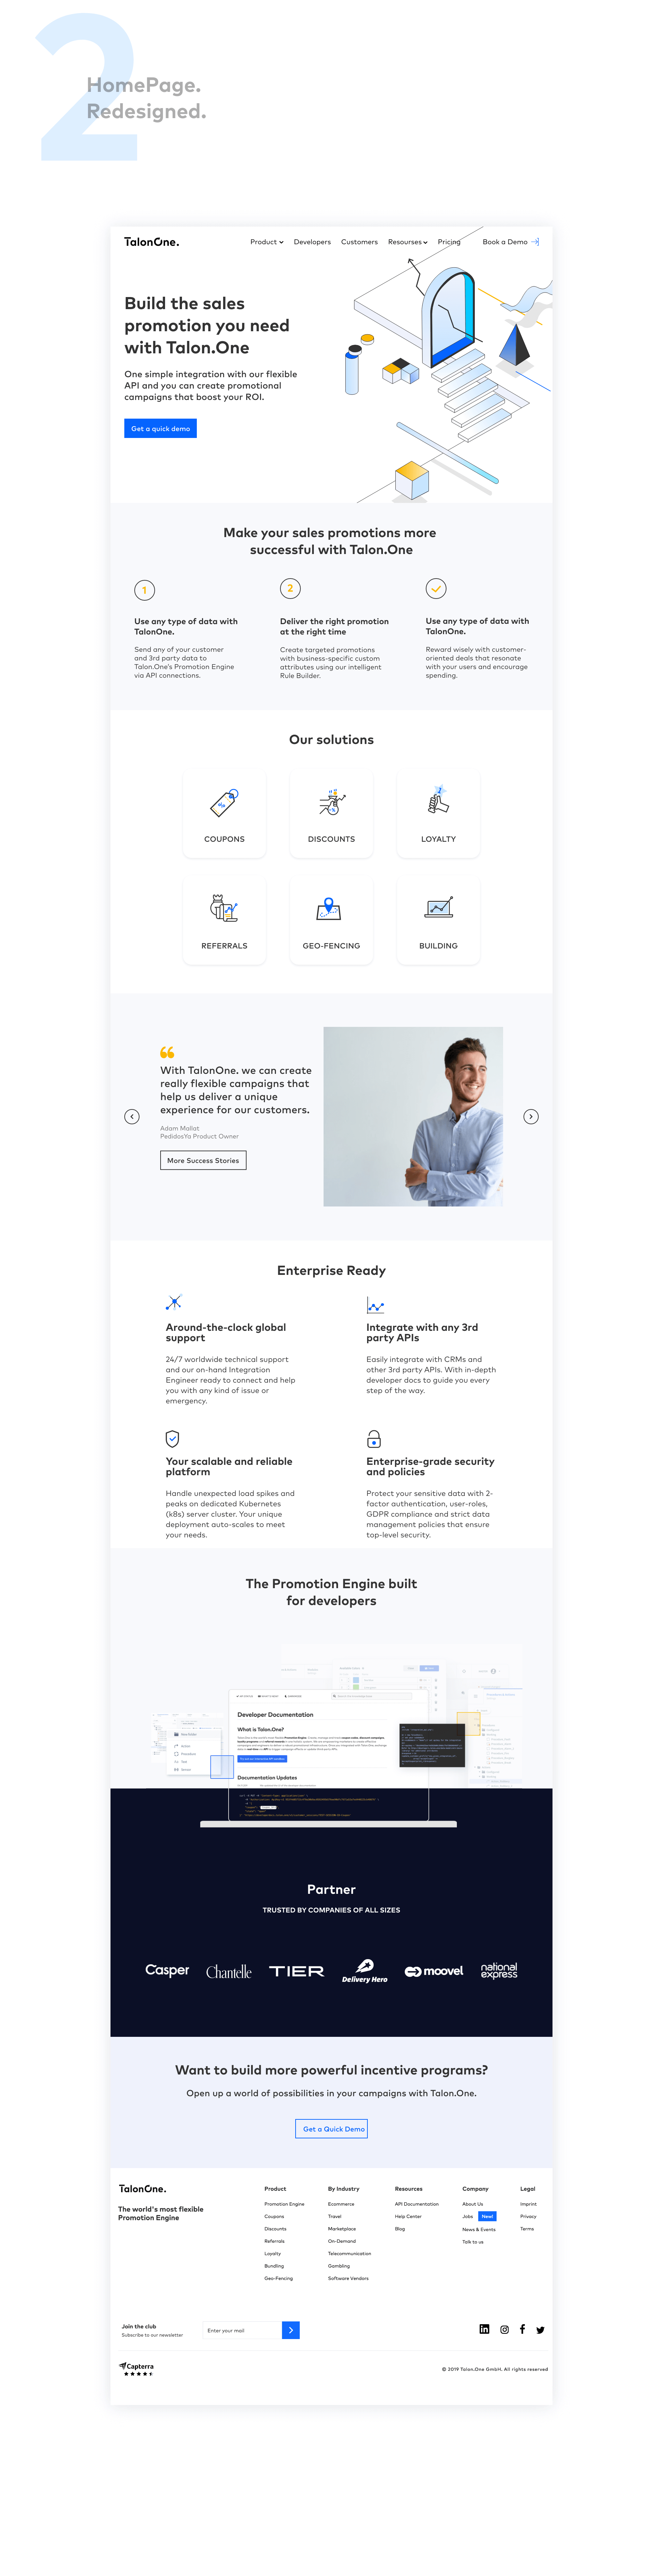 2
HomePage.
Redesigned.
TalonOne.
Product
Developers
Customers
Resourses
Pricing
Book a Demo
Build the sales
promotion you need
with Talon.One
One simple integration with our flexible
API and you can create promotional
campaigns that boost your ROI.
Get a quick demo
Make your sales promotions more
successful with Talon.One
1
Use any type of data with
TalonOne.
Send any of your customer
and 3rd party data to
Talon.One's Promotion Engine
via API connections.
2
Deliver the right promotion
at the right time
Create targeted promotions
with business-specific custom
attributes using our intelligent
Rule Builder.
Use any type of data with
TalonOne.
Reward wisely with customer-
oriented deals that resonate
with your users and encourage
spending.
Our solutions
COUPONS
DISCOUNTS
LOYALTY
REFERRALS
GEO-FENCING
BUILDING
With TalonOne. we can create
really flexible campaigns that
help us deliver a unique
experience for our customers.
Adam Mallat
PedidosYa Product Owner
More Success Stories
Enterprise Ready
Around-the-clock global
support
24/7 worldwide technical support
and our on-hand Integration
Engineer ready to connect and help
you with any kind of issue or
emergency.
Integrate with any 3rd
party APIs
Easily integrate with CRMs and
other 3rd party APIs. With in-depth
developer docs to guide you every
step of the way.
Your scalable and reliable
platform
Handle unexpected load spikes and
peaks on dedicated Kubernetes
(k8s) server cluster. Your unique
deployment auto-scales to meet
your needs.
Enterprise-grade security
and policies
Protect your sensitive data with 2-
factor authentication, user-roles,
GDPR compliance and strict data
management policies that ensure
top-level security.
The Promotion Engine built
for developers
Developer Documentation
What is Talon.One?
Documentation Updates
Partner
TRUSTED BY COMPANIES OF ALL SIZES
Casper
Chantelle
TIER
Delivery Hero
moovel
national
express
Want to build more powerful incentive programs?
Open up a world of possibilities in your campaigns with Talon.One.
Get a Quick Demo
TalonOne.
The world's most flexible
Promotion Engine
Product
Promotion Engine
Coupons
Discounts
Referrals
Loyalty
Bundling
Geo-Fencing
By Industry
Ecommerce
Travel
Marketplace
On-Demand
Telecommunication
Gambling
Software Vendors
Resources
API Documentation
Help Center
Blog
Company
About Us
Jobs New!
News & Events
Talk to us
Legal
Imprint
Privacy
Terms
Join the club
Subscribe to our newsletter
Enter your mail
Capterra
© 2019 Talon.One GmbH. All rights reserved